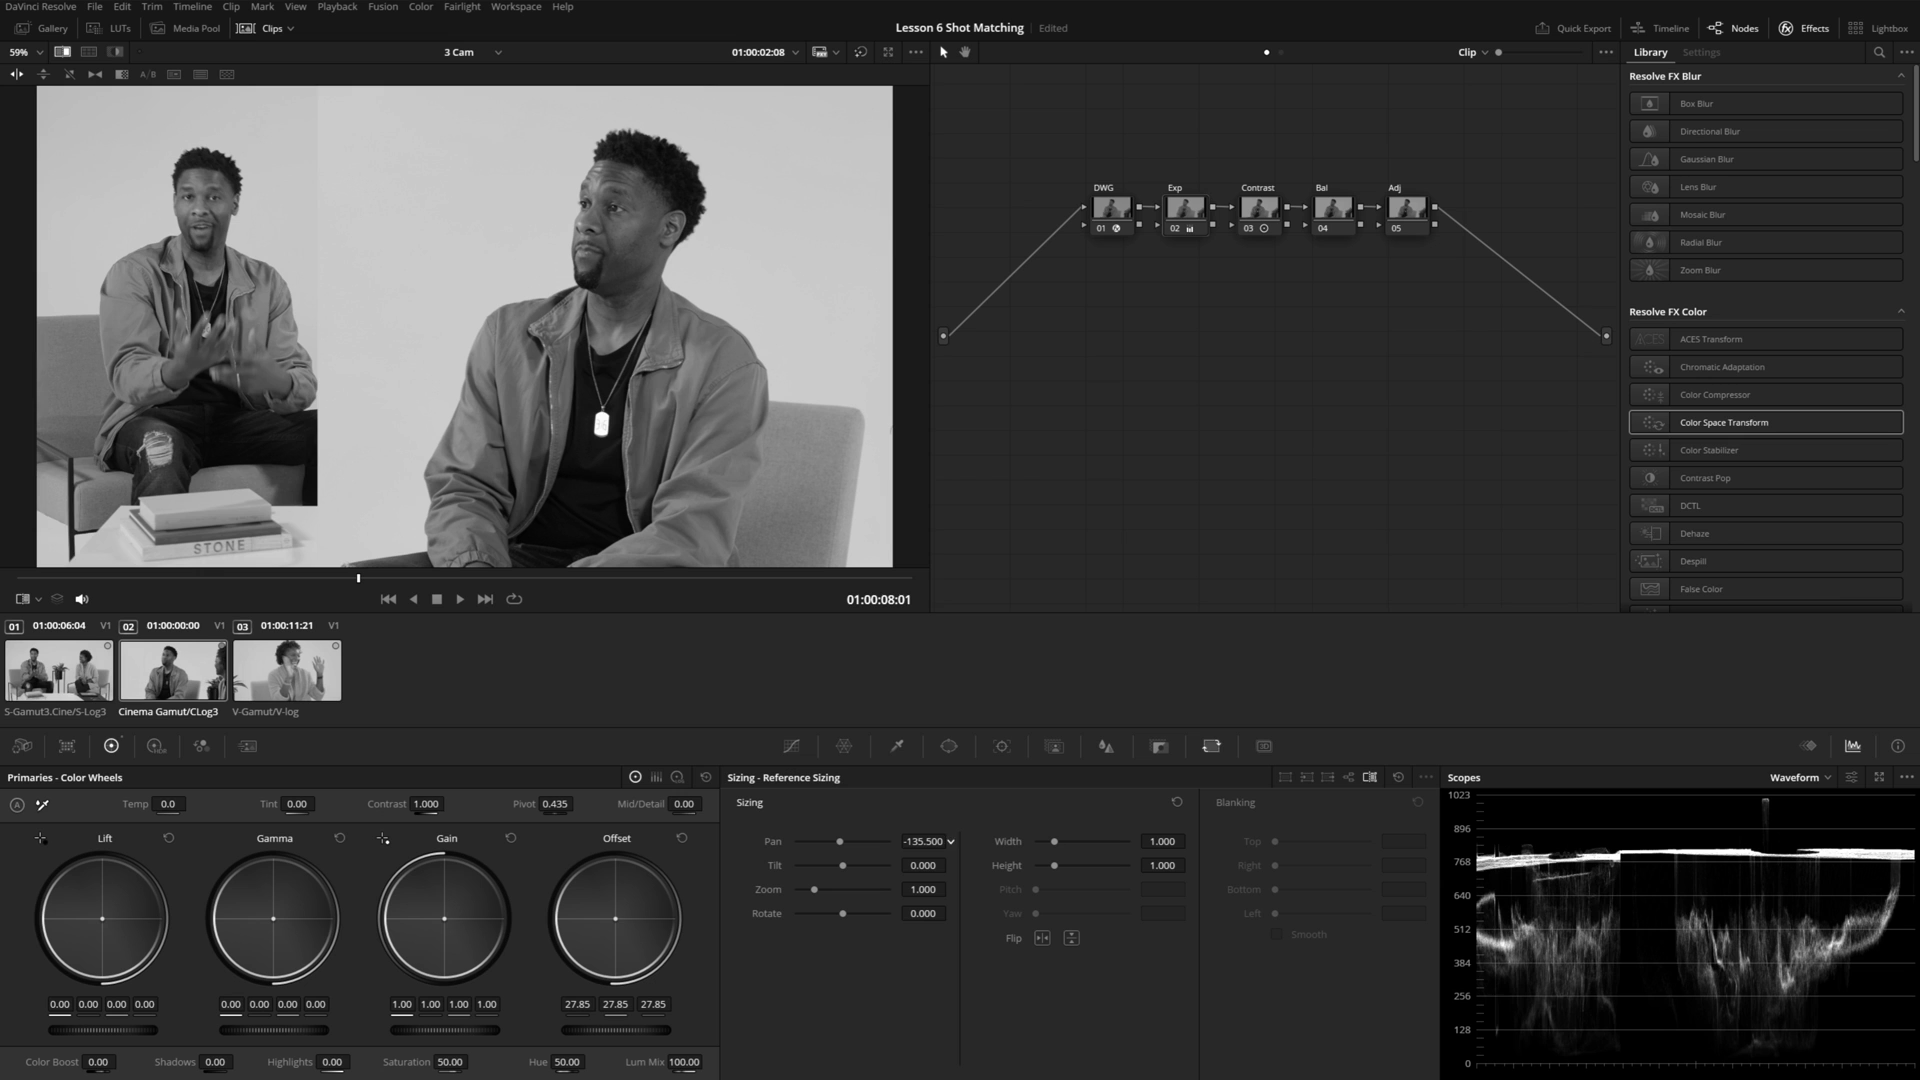 DaVinci Resolve File Edit Trim Timeline Clip Mark View Playback Fusion Color Fairlight Workspace Help
Gallery LUTs Media Pool Clips Lesson 6 Shot Matching Edited Quick Export Timeline Nodes Effects Lightbox
59% 3 Cam 01:00:02:08 Clip Library Settings
A/B
Resolve FX Blur
Box Blur
Directional Blur
Gaussian Blur
Lens Blur
Mosaic Blur
Radial Blur
Zoom Blur
Resolve FX Color
ACES Transform
Chromatic Adaptation
Color Compressor
Color Space Transform
Color Stabilizer
Contrast Pop
DCTL
Dehaze
Despill
False Color
DWG Exp Contrast Bal Adj
01 02 03 04 05
STONE
01:00:08:01
01 01:00:06:04 V1 02 01:00:00:00 V1 03 01:00:11:21 V1
S-Gamut3.Cine/S-Log3 Cinema Gamut/CLog3 V-Gamut/V-log
HDR 3D
Primaries - Color Wheels
A Temp 0.0 Tint 0.00 Contrast 1.000 Pivot 0.435 Mid/Detail 0.00
Lift Gamma Gain Offset
0.00 0.00 0.00 0.00 0.00 0.00 0.00 0.00 1.00 1.00 1.00 1.00 27.85 27.85 27.85
Color Boost 0.00 Shadows 0.00 Highlights 0.00 Saturation 50.00 Hue 50.00 Lum Mix 100.00
Sizing - Reference Sizing
Sizing
Pan -135.500 Width 1.000
Tilt 0.000 Height 1.000
Zoom 1.000 Pitch
Rotate 0.000 Yaw
Flip
Blanking
Top
Right
Bottom
Left
Smooth
Scopes Waveform
1023
896
768
640
512
384
256
128
0